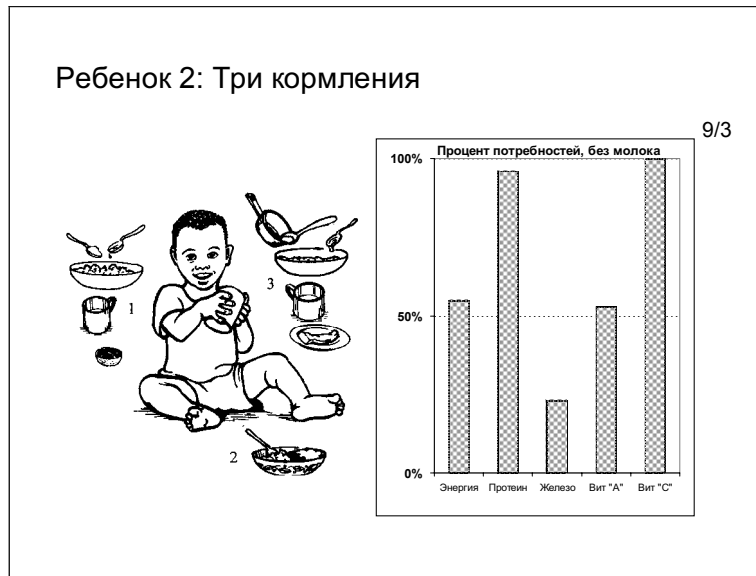 Ребенок 2: Три кормления
9/3
Процент потребностей, без молока
100%
50%
0%
Энергия Протеин Железо Вит "А" Вит "С"
1
3
2